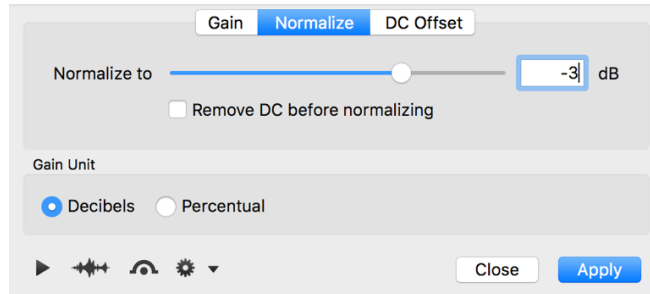 Gain Normalize DC Offset
Normalize to -3 dB
Remove DC before normalizing
Gain Unit
Decibels Percentual
Close Apply